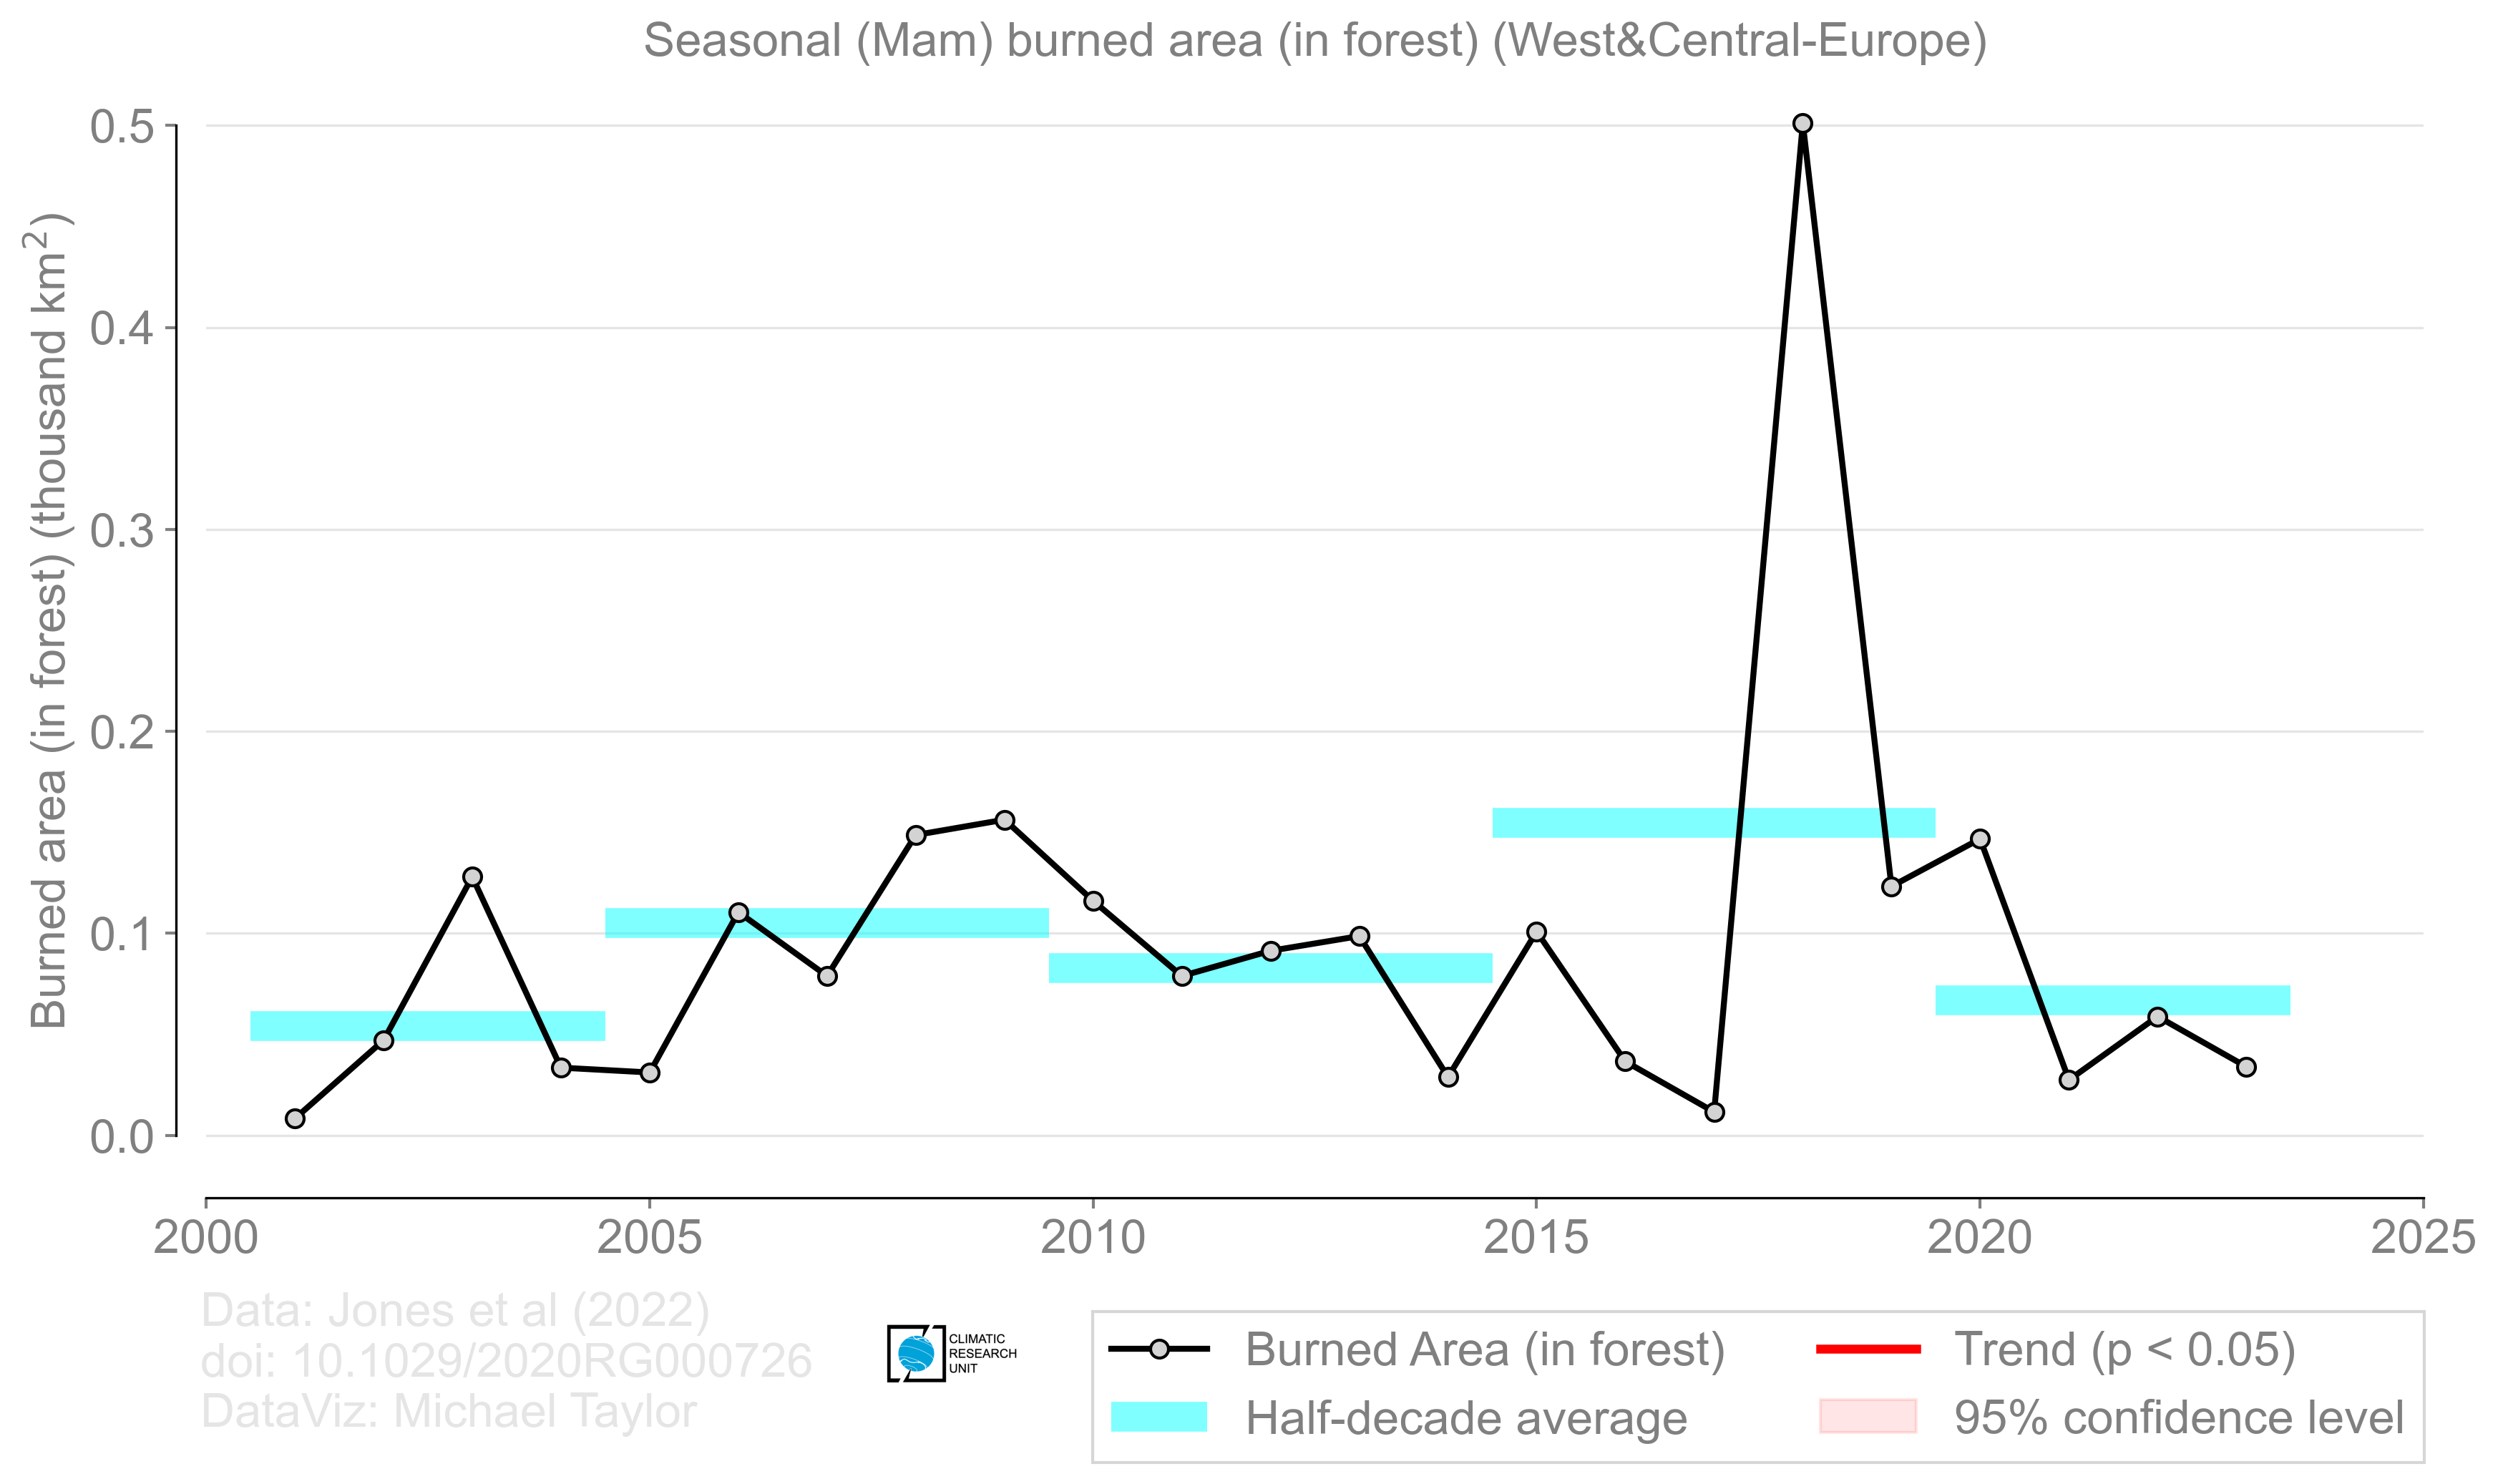 Seasonal (Mam) burned area (in forest) (West&Central-Europe)
Burned area (in forest) (thousand km²)
0.5
0.4
0.3
0.2
0.1
0.0
2000 2005 2010 2015 2020 2025
Data: Jones et al (2022)
doi: 10.1029/2020RG000726
DataViz: Michael Taylor
CLIMATIC
RESEARCH
UNIT
Burned Area (in forest)
Half-decade average
Trend (p < 0.05)
95% confidence level